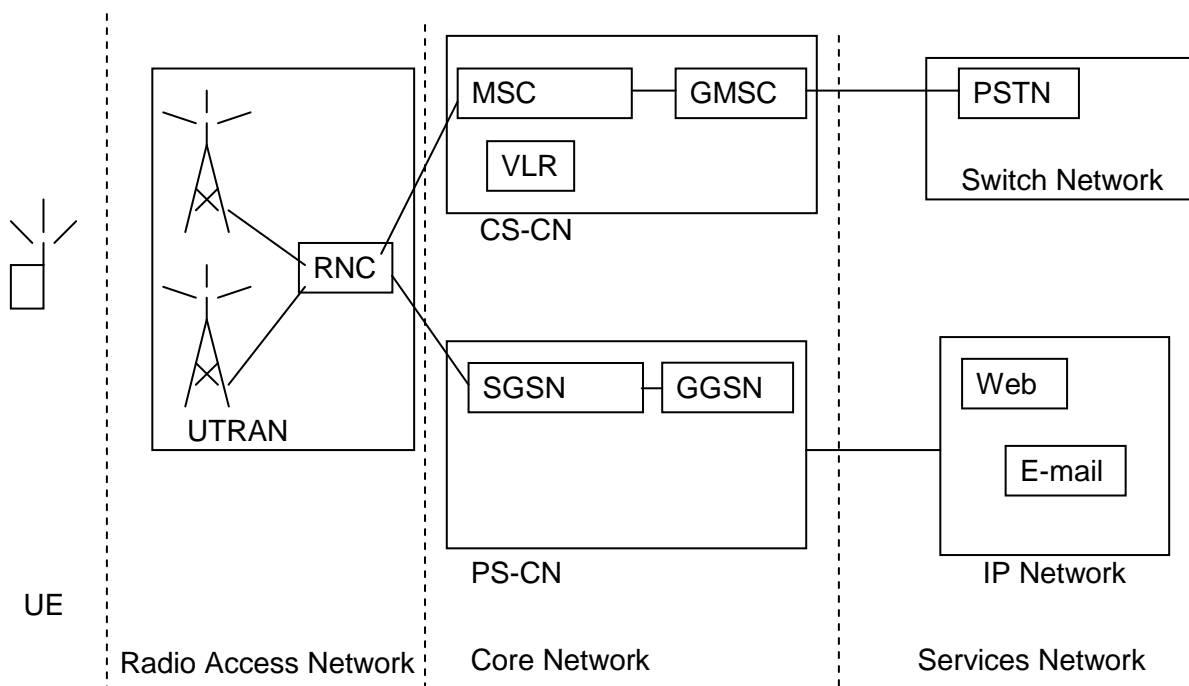 MSC
GMSC
PSTN
VLR
Switch Network
CS-CN
RNC
SGSN
GGSN
Web
UTRAN
E-mail
PS-CN
IP Network
UE
Radio Access Network
Core Network
Services Network